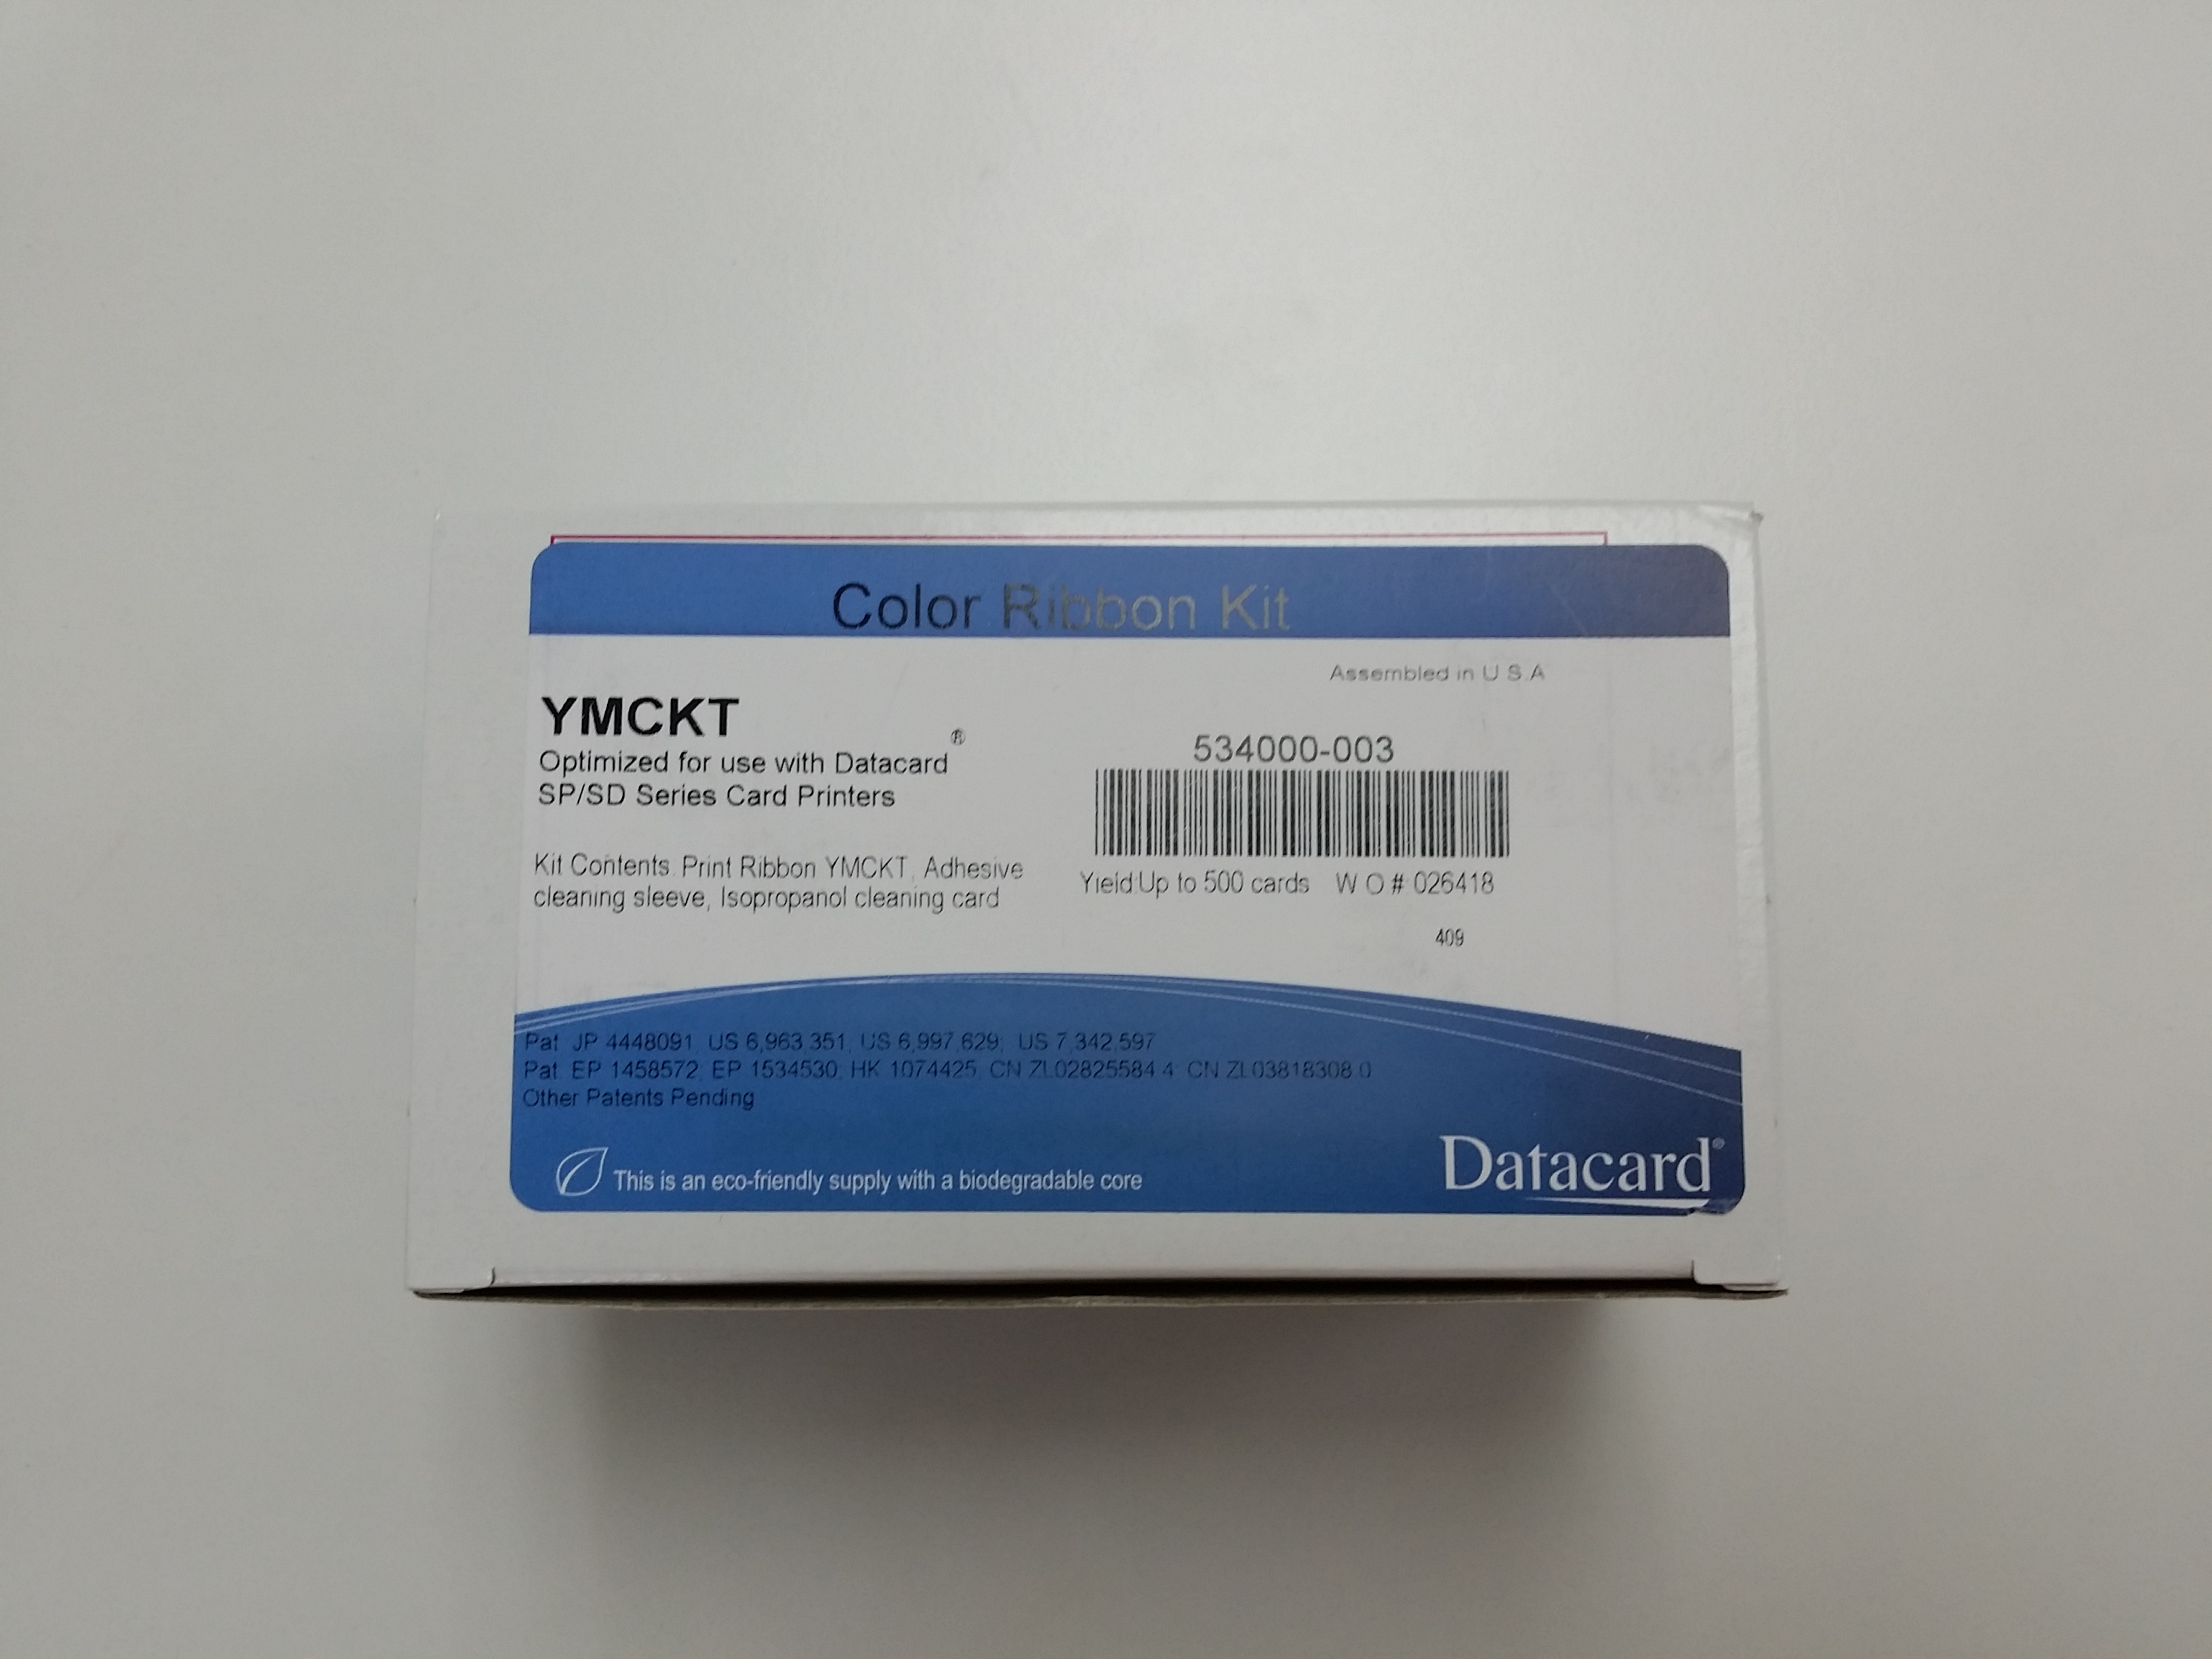 Color Ribbon Kit
Assembled in U.S.A
YMCKT
Optimized for use with Datacard®
SP/SD Series Card Printers
534000-003
Kit Contents: Print Ribbon YMCKT, Adhesive
cleaning sleeve, Isopropanol cleaning card
Yield:Up to 500 cards W.O.# 026418
409
Pat. JP 4448091; US 6,963,351; US 6,997,629; US 7,342,597
Pat. EP 1458572; EP 1534530; HK 1074425; CN ZL02825584.4; CN ZL03818308.0
Other Patents Pending
This is an eco-friendly supply with a biodegradable core
Datacard®